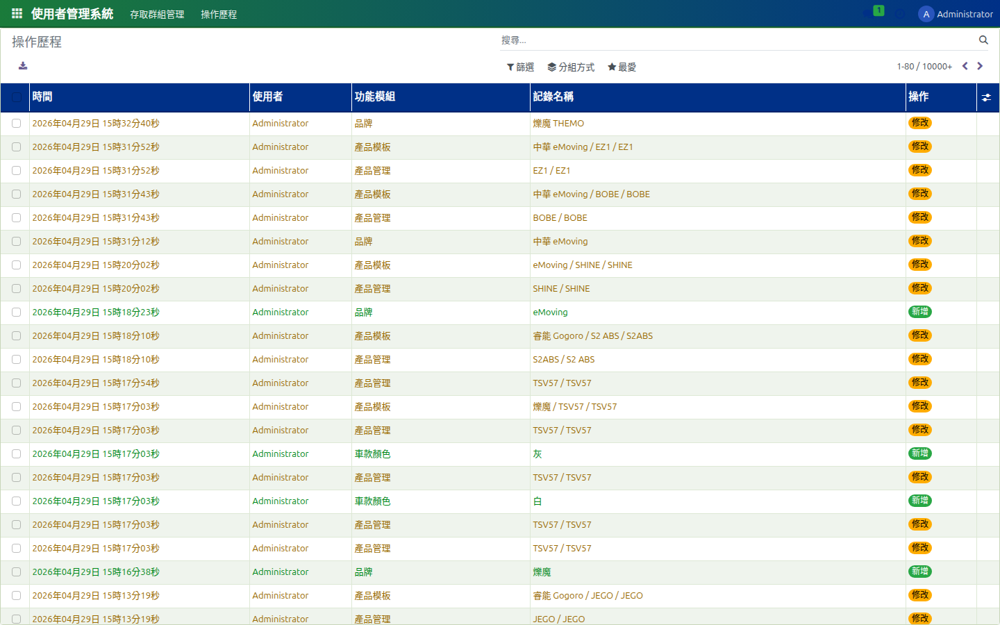 使用者管理系統 存取群組管理 操作歷程 1 A Administrator
操作歷程 搜尋...
篩選 分組方式 最愛 1-80 / 10000+
時間 使用者 功能模組 記錄名稱 操作
2026年04月29日 15時32分40秒 Administrator 品牌 爍魔 THEMO 修改
2026年04月29日 15時31分52秒 Administrator 產品模板 中華 eMoving / EZ1 / EZ1 修改
2026年04月29日 15時31分52秒 Administrator 產品管理 EZ1 / EZ1 修改
2026年04月29日 15時31分43秒 Administrator 產品模板 中華 eMoving / BOBE / BOBE 修改
2026年04月29日 15時31分43秒 Administrator 產品管理 BOBE / BOBE 修改
2026年04月29日 15時31分12秒 Administrator 品牌 中華 eMoving 修改
2026年04月29日 15時20分02秒 Administrator 產品模板 eMoving / SHINE / SHINE 修改
2026年04月29日 15時20分02秒 Administrator 產品管理 SHINE / SHINE 修改
2026年04月29日 15時18分23秒 Administrator 品牌 eMoving 新增
2026年04月29日 15時18分10秒 Administrator 產品模板 睿能 Gogoro / S2 ABS / S2ABS 修改
2026年04月29日 15時18分10秒 Administrator 產品管理 S2ABS / S2 ABS 修改
2026年04月29日 15時17分54秒 Administrator 產品管理 TSV57 / TSV57 修改
2026年04月29日 15時17分03秒 Administrator 產品模板 爍魔 / TSV57 / TSV57 修改
2026年04月29日 15時17分03秒 Administrator 產品管理 TSV57 / TSV57 修改
2026年04月29日 15時17分03秒 Administrator 車款顏色 灰 新增
2026年04月29日 15時17分03秒 Administrator 產品管理 TSV57 / TSV57 修改
2026年04月29日 15時17分03秒 Administrator 車款顏色 白 新增
2026年04月29日 15時17分03秒 Administrator 產品管理 TSV57 / TSV57 修改
2026年04月29日 15時17分03秒 Administrator 產品管理 TSV57 / TSV57 修改
2026年04月29日 15時16分38秒 Administrator 品牌 爍魔 新增
2026年04月29日 15時13分19秒 Administrator 產品模板 睿能 Gogoro / JEGO / JEGO 修改
2026年04月29日 15時13分19秒 Administrator 產品管理 JEGO / JEGO 修改